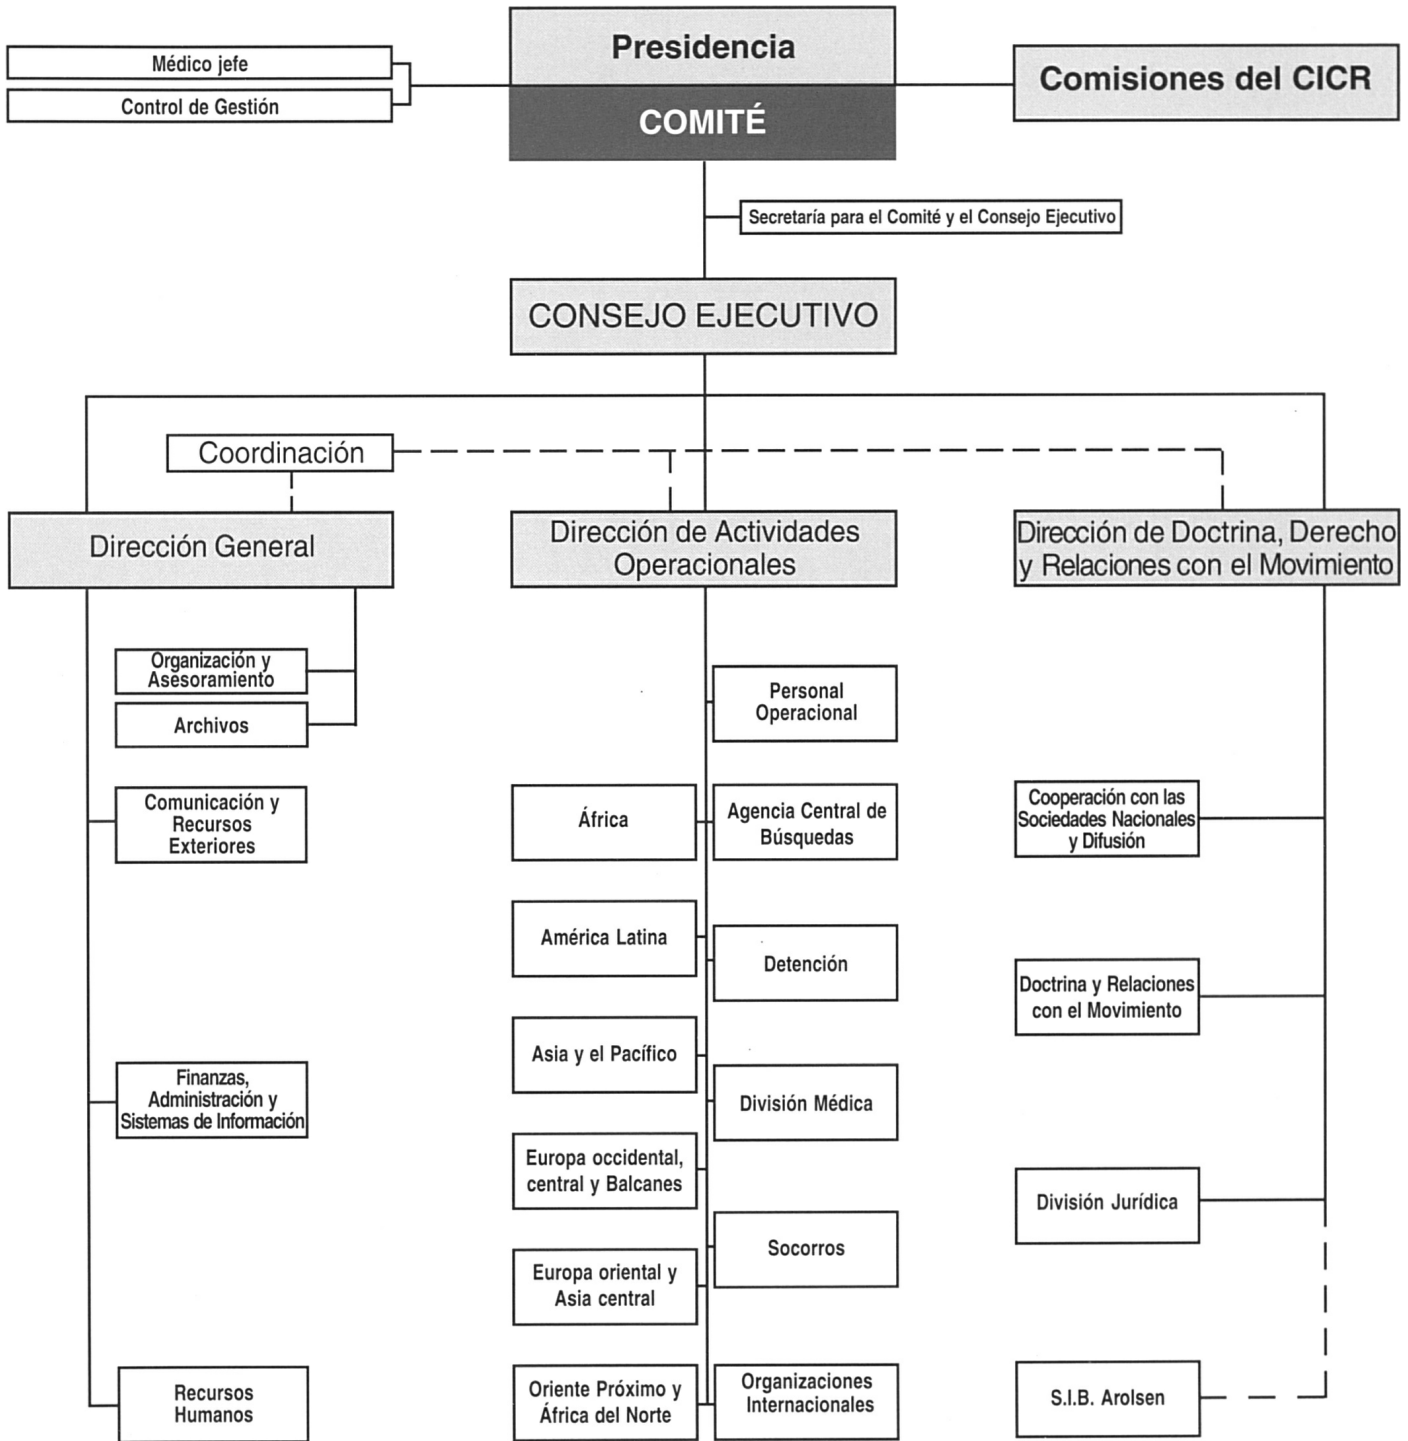 Médico jefe
Control de Gestión
Presidencia
COMITÉ
Comisiones del CICR
Secretaría para el Comité y el Consejo Ejecutivo
CONSEJO EJECUTIVO
Coordinación
Dirección General
Dirección de Actividades
Operacionales
Dirección de Doctrina, Derecho
y Relaciones con el Movimiento
Organización y
Asesoramiento
Archivos
Comunicación y
Recursos
Exteriores
Finanzas,
Administración y
Sistemas de Información
Recursos
Humanos
África
América Latina
Asia y el Pacífico
Europa occidental,
central y Balcanes
Europa oriental y
Asia central
Oriente Próximo y
África del Norte
Personal
Operacional
Agencia Central de
Búsquedas
Detención
División Médica
Socorros
Organizaciones
Internacionales
Cooperación con las
Sociedades Nacionales
y Difusión
Doctrina y Relaciones
con el Movimiento
División Jurídica
S.I.B. Arolsen